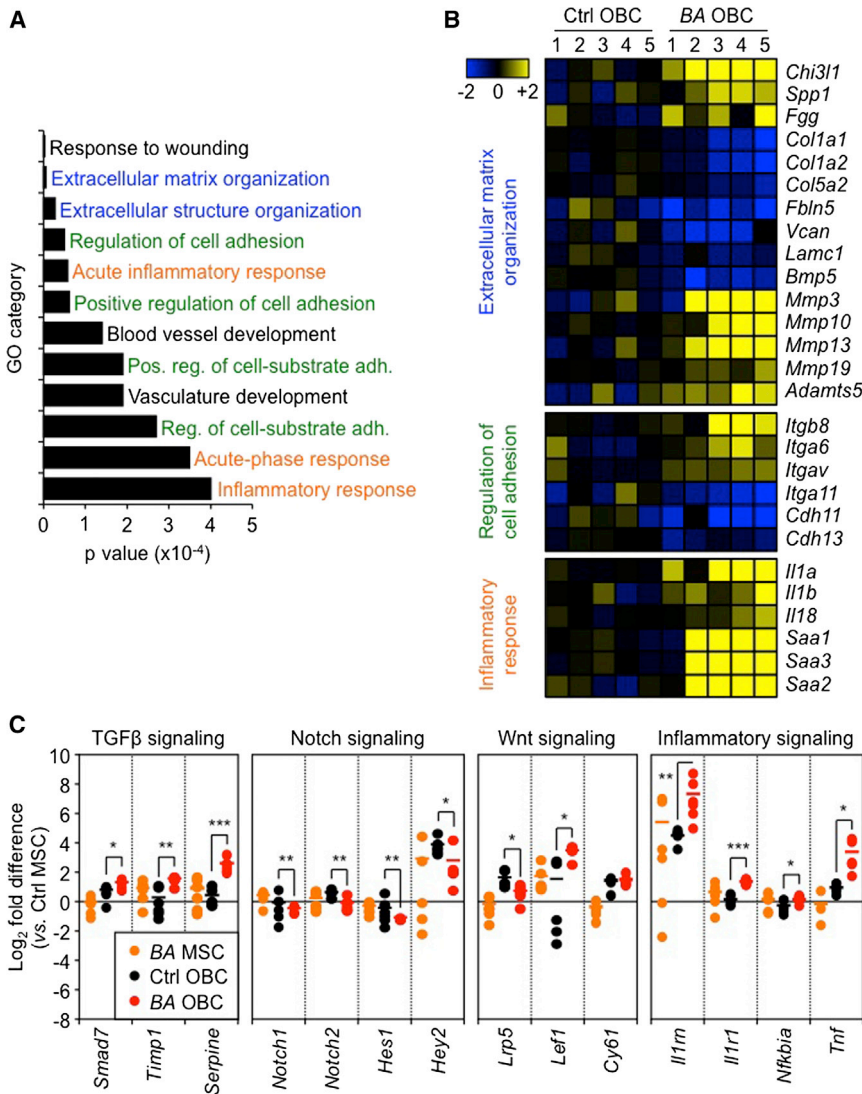 A
GO category
Response to wounding
Extracellular matrix organization
Extracellular structure organization
Regulation of cell adhesion
Acute inflammatory response
Positive regulation of cell adhesion
Blood vessel development
Pos. reg. of cell-substrate adh.
Vasculature development
Reg. of cell-substrate adh.
Acute-phase response
Inflammatory response
0 1 2 3 4 5
p value (x10-4)
B
Ctrl OBC BA OBC
1 2 3 4 5 1 2 3 4 5
-2 0 +2
Extracellular matrix
organization
Chi3l1
Spp1
Fgg
Col1a1
Col1a2
Col5a2
Fbln5
Vcan
Lamc1
Bmp5
Mmp3
Mmp10
Mmp13
Mmp19
Adamts5
Regulation of
cell adhesion
Itgb8
Itga6
Itgav
Itga11
Cdh11
Cdh13
Inflammatory
response
Il1a
Il1b
Il18
Saa1
Saa3
Saa2
C
TGFβ signaling Notch signaling Wnt signaling Inflammatory signaling
Log2 fold difference
(vs. Ctrl MSC)
10
8
6
4
2
0
-2
-4
-6
-8
* ** ***
** ** ** *
* *
** *** * *
BA MSC
Ctrl OBC
BA OBC
Smad7 Timp1 Serpine Notch1 Notch2 Hes1 Hey2 Lrp5 Lef1 Cy61 Il1rn Il1r1 Nfkbia Tnf